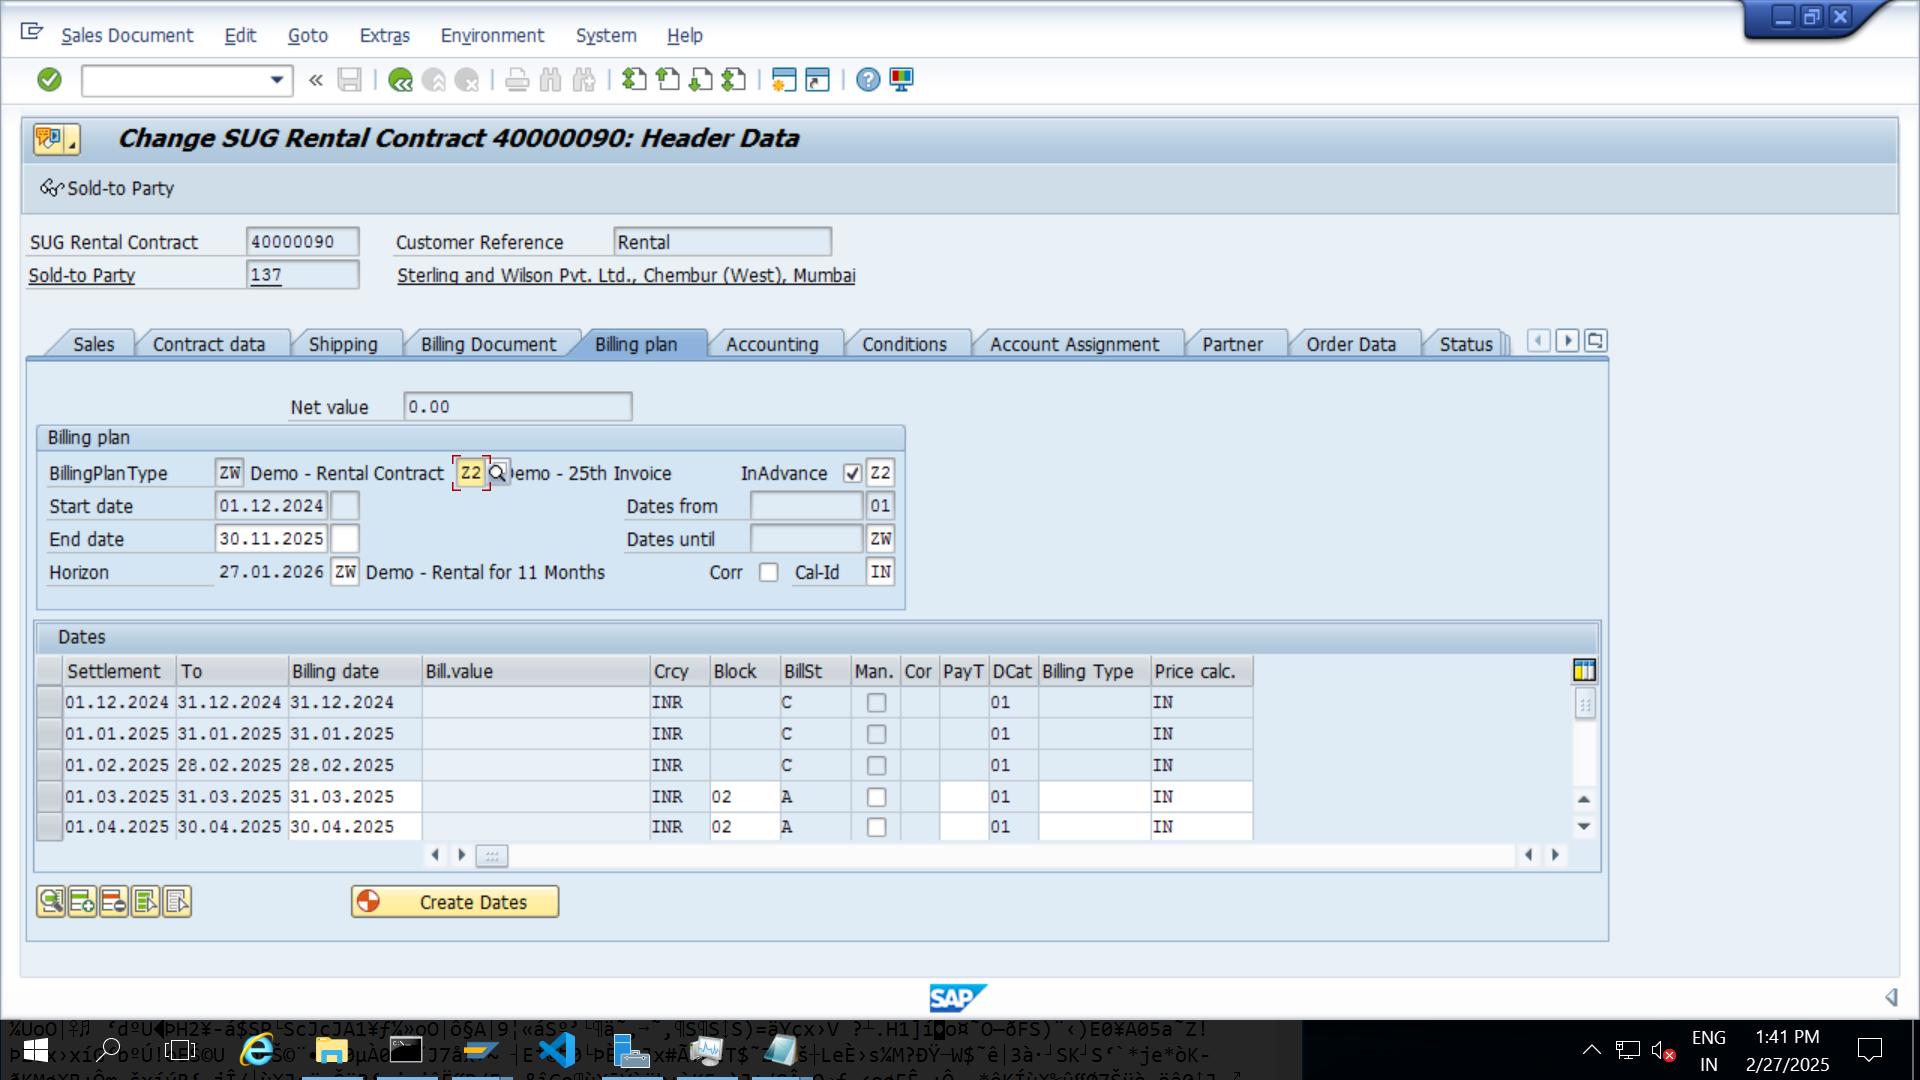 Sales Document Edit Goto Extras Environment System Help
Change SUG Rental Contract 40000090: Header Data
Sold-to Party
SUG Rental Contract 40000090 Customer Reference Rental
Sold-to Party 137 Sterling and Wilson Pvt. Ltd., Chembur (West), Mumbai
Sales Contract data Shipping Billing Document Billing plan Accounting Conditions Account Assignment Partner Order Data Status
Net value 0.00
Billing plan
BillingPlanType ZW Demo - Rental Contract Z2 emo - 25th Invoice InAdvance Z2
Start date 01.12.2024 Dates from 01
End date 30.11.2025 Dates until ZW
Horizon 27.01.2026 ZW Demo - Rental for 11 Months Corr Cal-Id IN
Dates
Settlement To Billing date Bill.value Crcy Block BillSt Man. Cor PayT DCat Billing Type Price calc.
01.12.2024 31.12.2024 31.12.2024 INR C 01 IN
01.01.2025 31.01.2025 31.01.2025 INR C 01 IN
01.02.2025 28.02.2025 28.02.2025 INR C 01 IN
01.03.2025 31.03.2025 31.03.2025 INR 02 A 01 IN
01.04.2025 30.04.2025 30.04.2025 INR 02 A 01 IN
Create Dates
SAP
ENG 1:41 PM
IN 2/27/2025